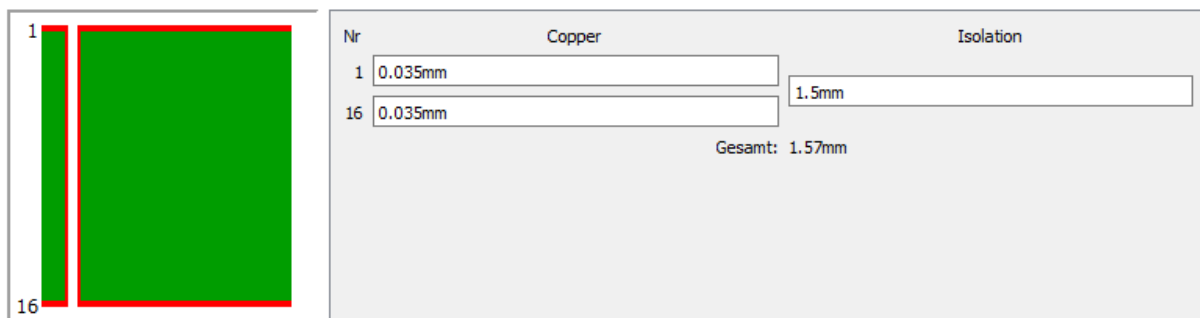 1
16
Nr Copper Isolation
1 0.035mm
1.5mm
16 0.035mm
Gesamt: 1.57mm